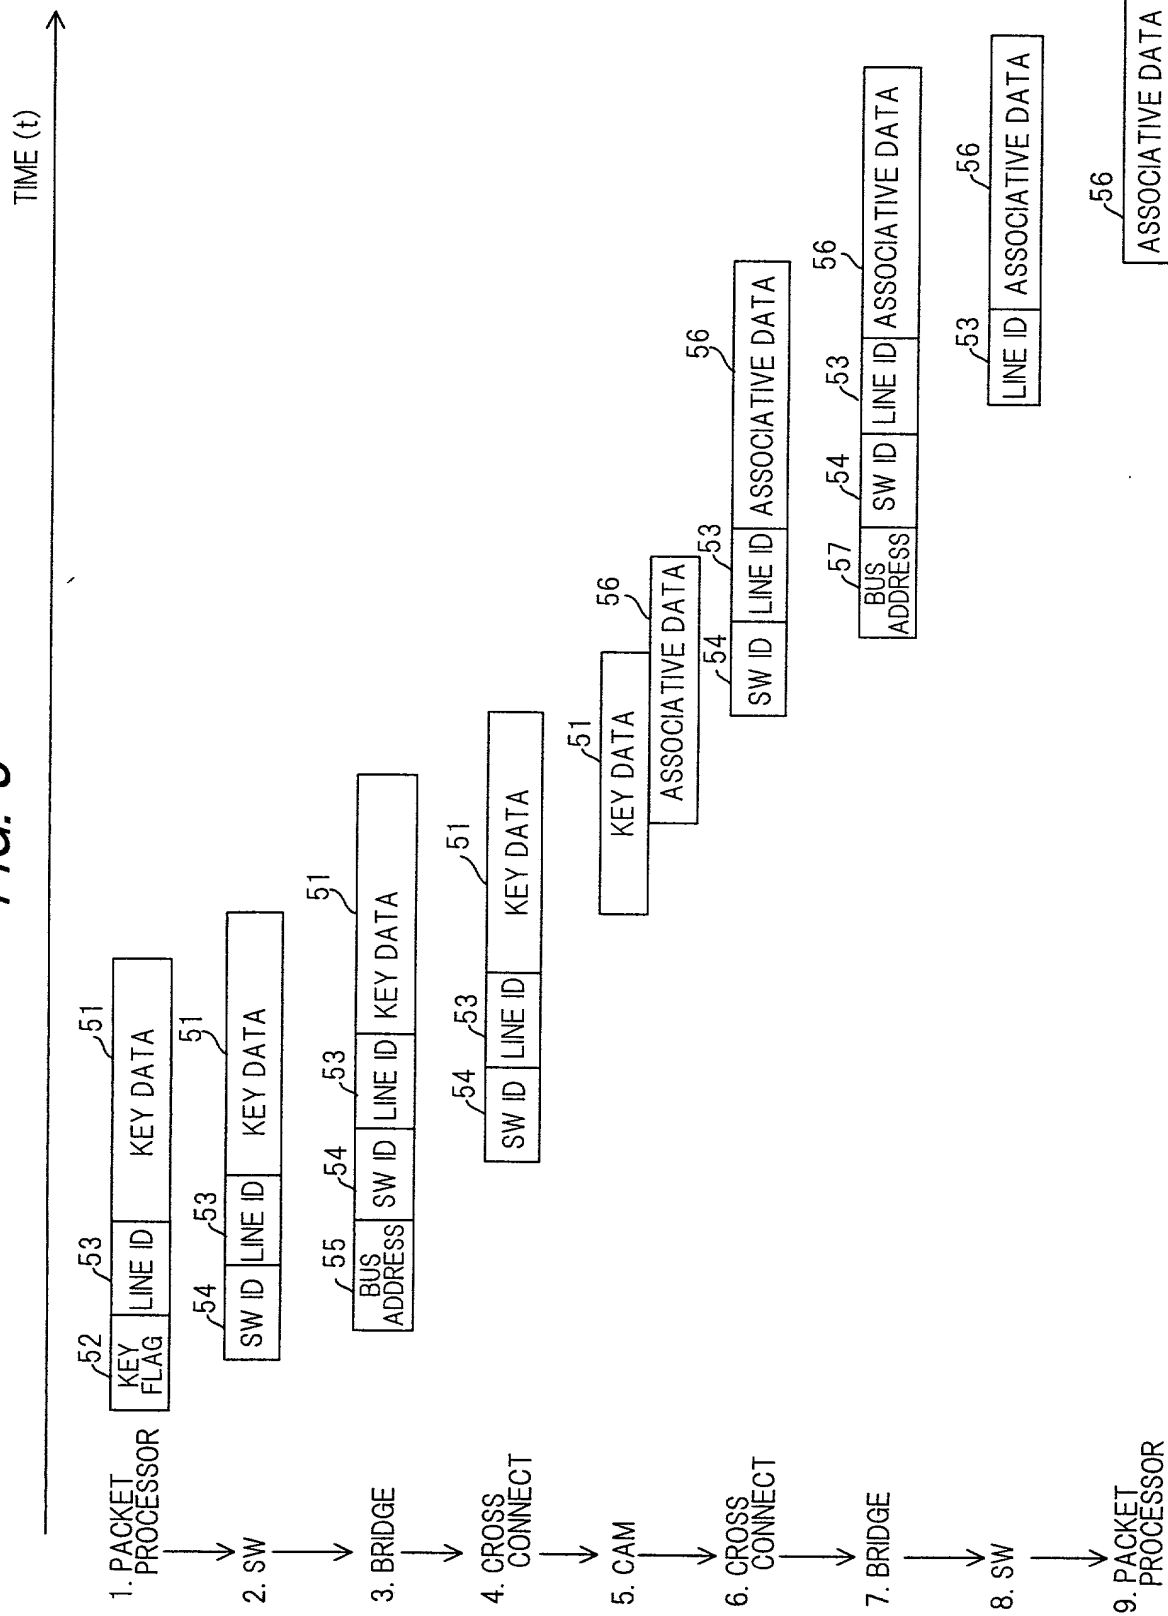 FIG.
TIME (t)
1. PACKET
PROCESSOR
52
53
51
KEY
FLAG
LINE ID
KEY DATA
2. SW
54
53
51
SW ID
LINE ID
KEY DATA
3. BRIDGE
55
54
53
51
BUS
ADDRESS
SW ID
LINE ID
KEY DATA
4. CROSS
CONNECT
54
53
51
SW ID
LINE ID
KEY DATA
5. CAM
51
KEY DATA
56
ASSOCIATIVE DATA
6. CROSS
CONNECT
54
53
56
SW ID
LINE ID
ASSOCIATIVE DATA
7. BRIDGE
57
54
53
56
BUS
ADDRESS
SW ID
LINE ID
ASSOCIATIVE DATA
8. SW
53
56
LINE ID
ASSOCIATIVE DATA
9. PACKET
PROCESSOR
56
ASSOCIATIVE DATA